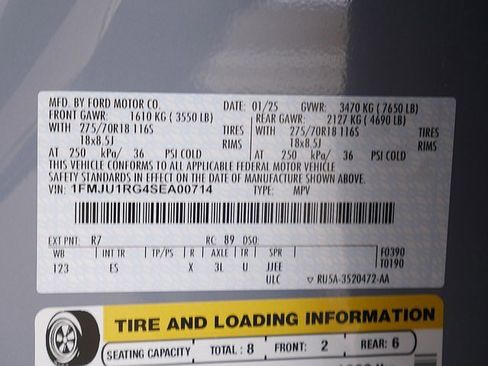 MFD. BY FORD MOTOR CO. DATE: 01/25 GVWR: 3470 KG (7650 LB)
FRONT GAWR: 1610 KG (3550 LB) REAR GAWR: 2127 KG (4690 LB)
WITH 275/70R18 116S TIRES WITH 275/70R18 116S TIRES
18x8.5J RIMS 18x8.5J RIMS
AT 250 kPa/ 36 PSI COLD AT 250 kPa/ 36 PSI COLD
THIS VEHICLE CONFORMS TO ALL APPLICABLE FEDERAL MOTOR VEHICLE
SAFETY STANDARDS IN EFFECT ON THE DATE OF MANUFACTURE SHOWN ABOVE.
VIN: 1FMJU1RG4SEA00714 TYPE: MPV
EXT PNT: R7 RC: 89 DSO:
WB INT TR TP/PS R AXLE TR SPR F0390
123 ES X 3L U JJEE T0190
ULC ▽ RU5A-3520472-AA
TIRE AND LOADING INFORMATION
SEATING CAPACITY TOTAL: 8 FRONT: 2 REAR: 6